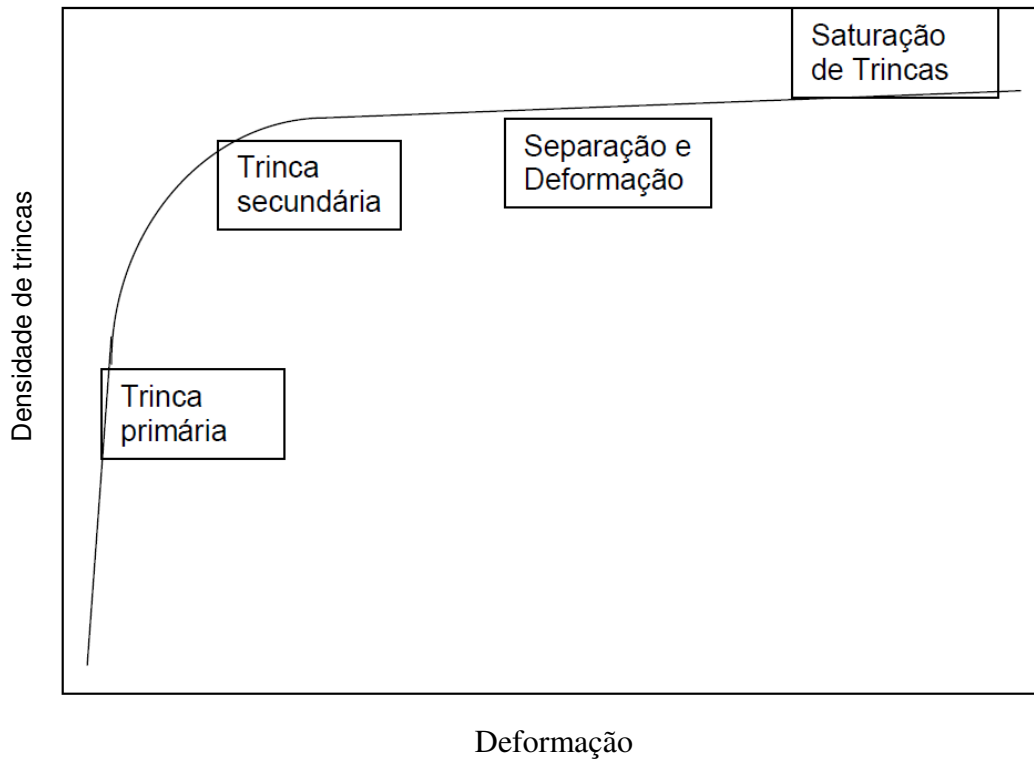 Saturação
de Trincas
Trinca
secundária
Separação e
Deformação
Densidade de trincas
Trinca
primária
Deformação